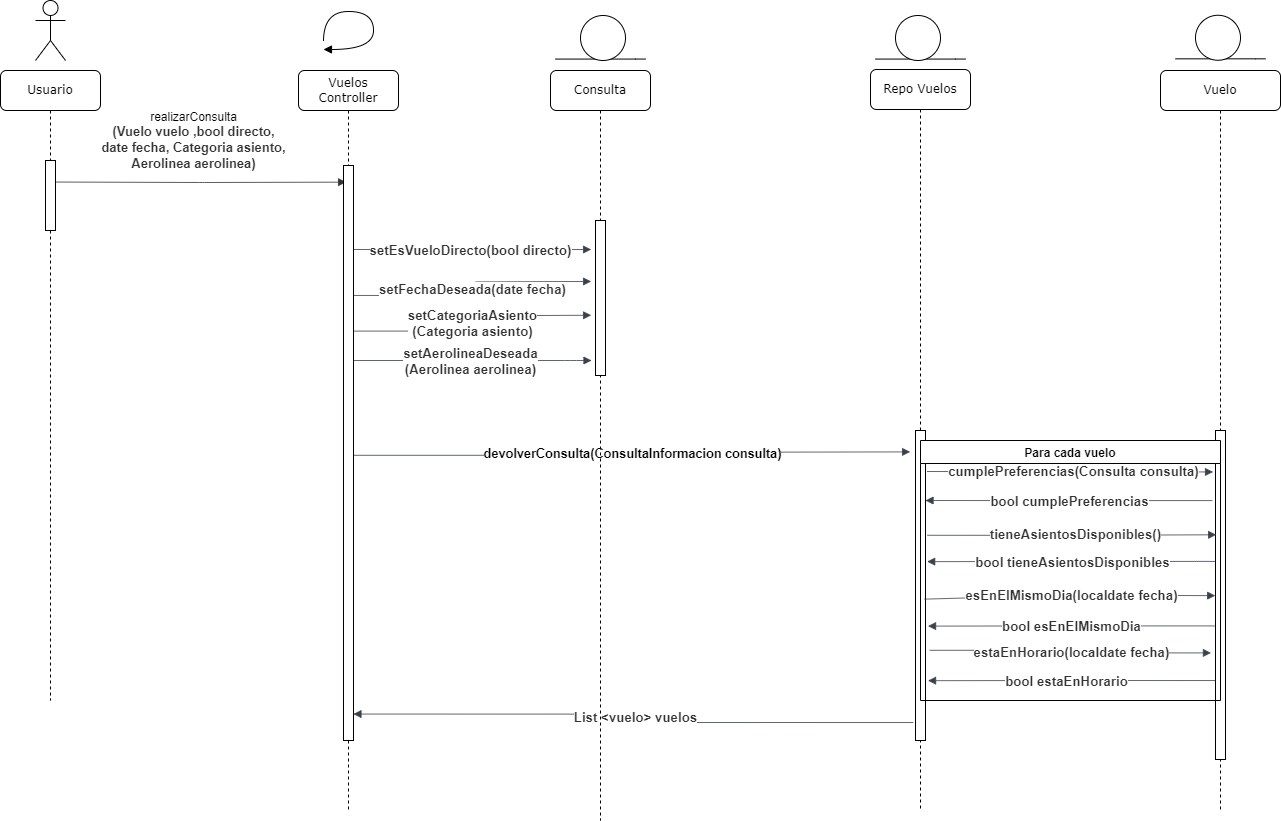 Usuario
Vuelos
Controller
Consulta
Repo Vuelos
Vuelo
realizarConsulta
(Vuelo vuelo ,bool directo,
date fecha, Categoria asiento,
Aerolinea aerolinea)
setEsVueloDirecto(bool directo)
setFechaDeseada(date fecha)
setCategoriaAsiento
(Categoria asiento)
setAerolineaDeseada
(Aerolinea aerolinea)
devolverConsulta(ConsultaInformacion consulta)
Para cada vuelo
cumplePreferencias(Consulta consulta)
bool cumplePreferencias
tieneAsientosDisponibles()
bool tieneAsientosDisponibles
esEnElMismoDia(localdate fecha)
bool esEnElMismoDia
estaEnHorario(localdate fecha)
bool estaEnHorario
List <vuelo> vuelos